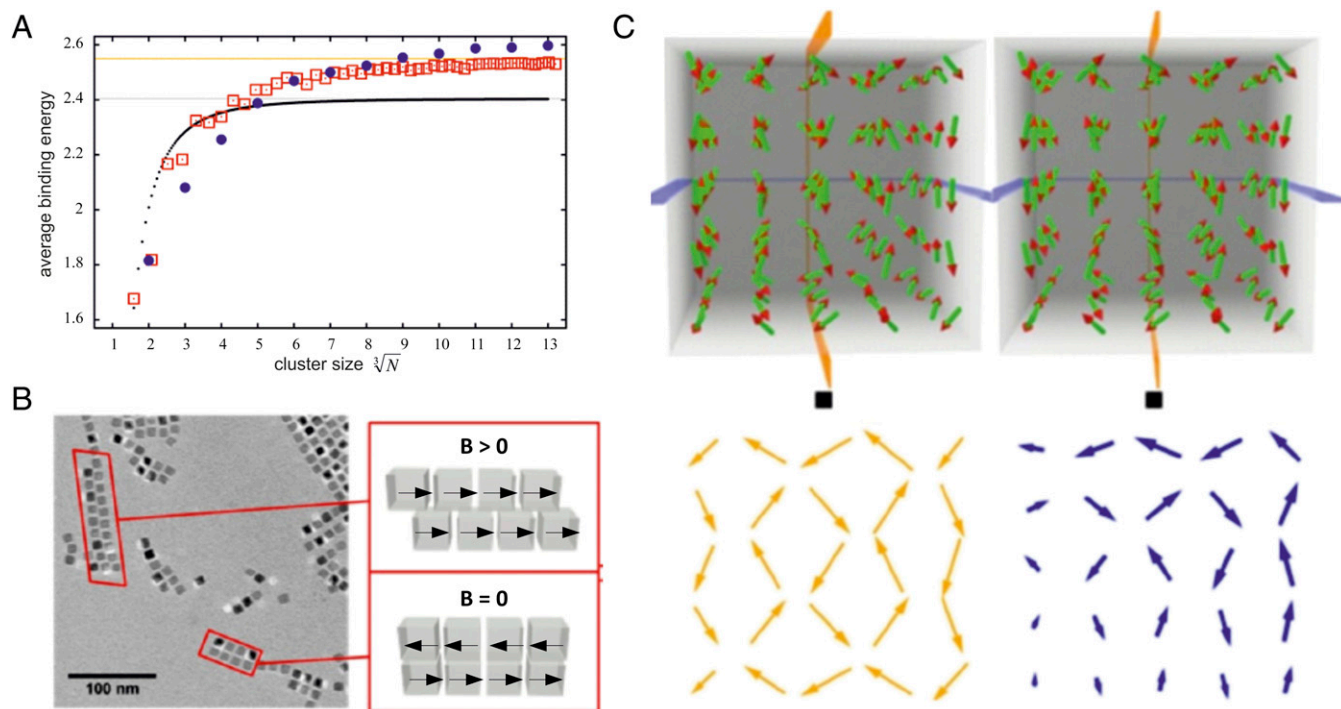 A
2.6
2.4
2.2
2
1.8
1.6
average binding energy
1 2 3 4 5 6 7 8 9 10 11 12 13
cluster size ∛N
B
100 nm
B > 0
B = 0
C